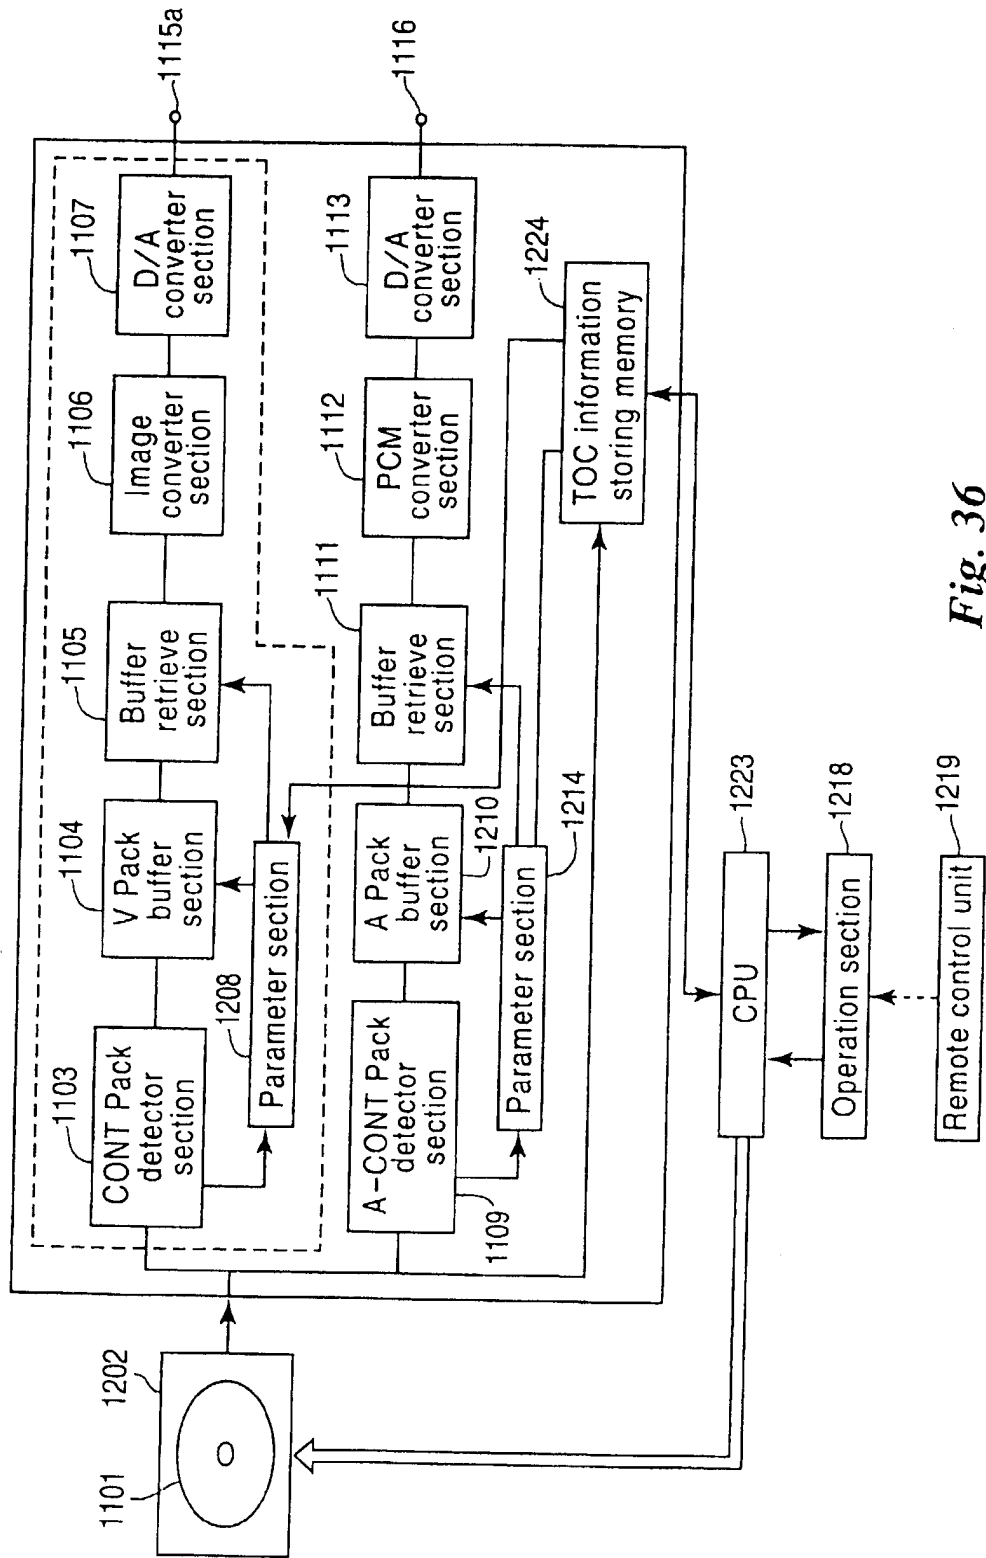 1101
1202
1103
CONT Pack
detector
section
1104
V Pack
buffer
section
1105
Buffer
retrieve
section
1106
Image
converter
section
1107
D/A
converter
section
1115a
1208
Parameter section
A-CONT Pack
detector
section
1109
A Pack
buffer
section
1210
1111
Buffer
retrieve
section
1112
PCM
converter
section
1113
D/A
converter
section
1116
Parameter section
1214
1224
TOC information
storing memory
CPU
1223
Operation section
1218
Remote control unit
1219
Fig. 36